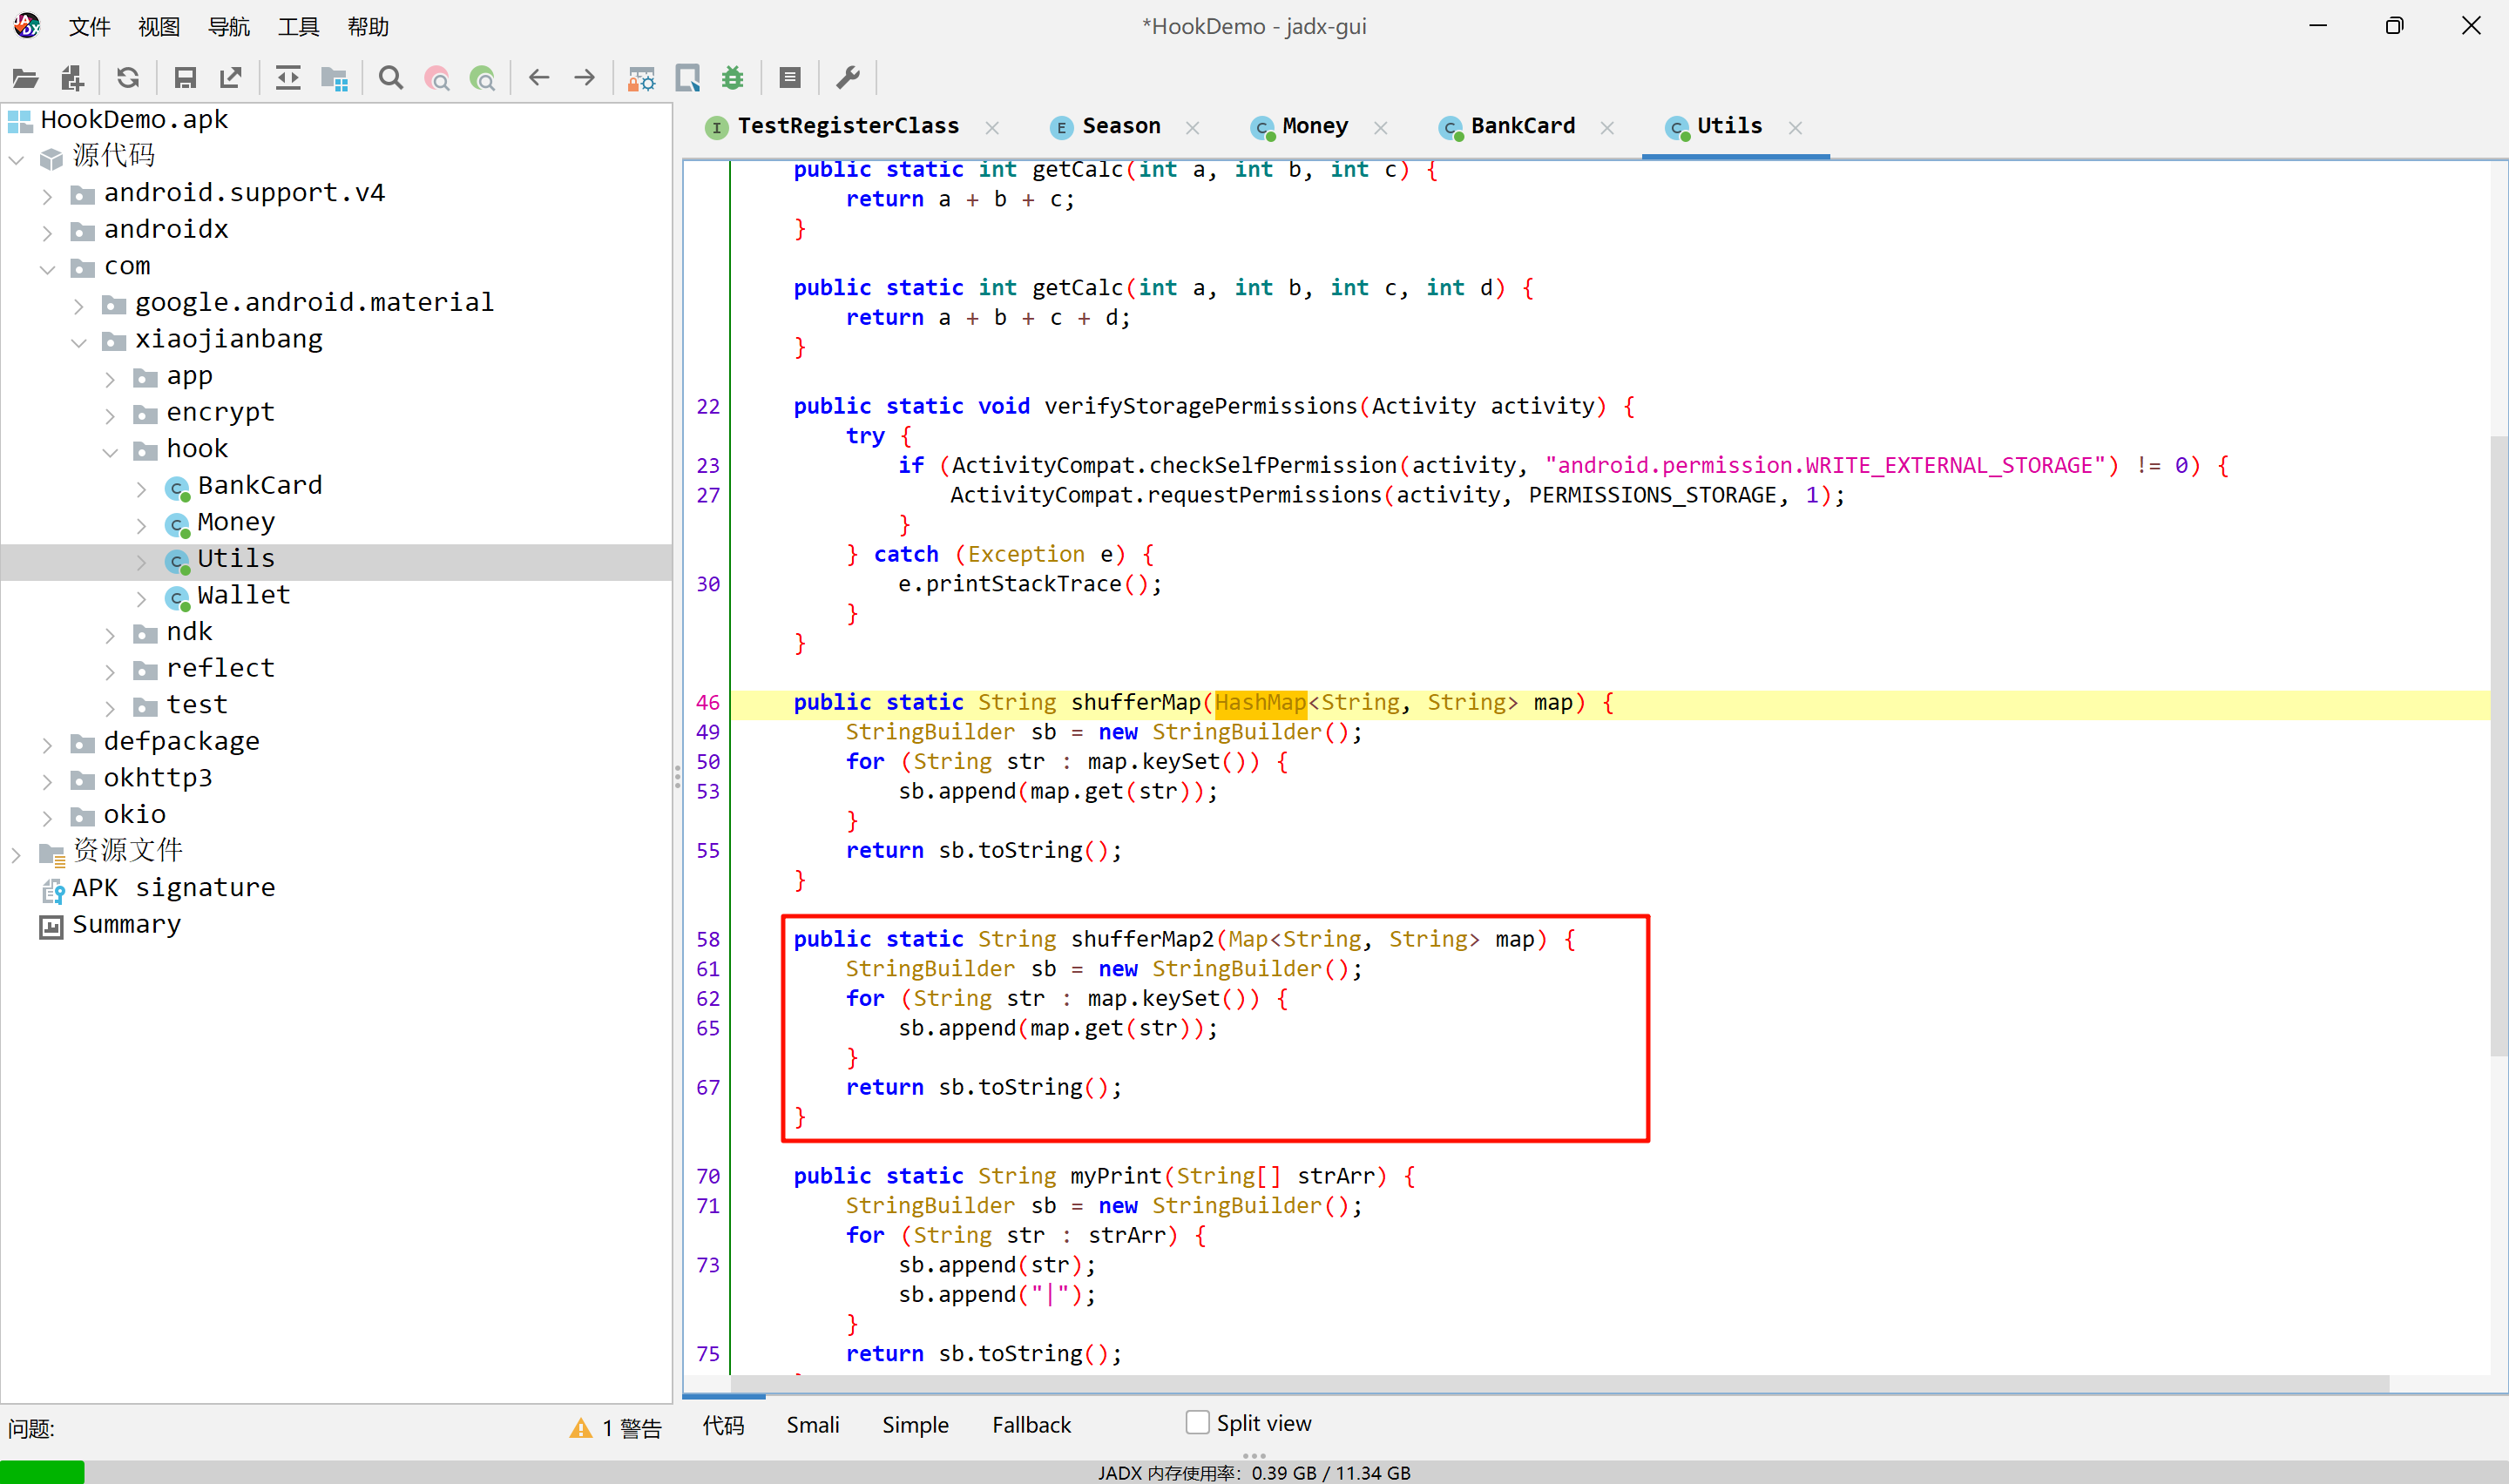 文件 视图 导航 工具 帮助
*HookDemo - jadx-gui
HookDemo.apk
源代码
android.support.v4
androidx
com
google.android.material
xiaojianbang
app
encrypt
hook
BankCard
Money
Utils
Wallet
ndk
reflect
test
defpackage
okhttp3
okio
资源文件
APK signature
Summary
问题:
1 警告
TestRegisterClass Season Money BankCard Utils
public static int getCalc(int a, int b, int c) {
return a + b + c;
}
public static int getCalc(int a, int b, int c, int d) {
return a + b + c + d;
}
22 public static void verifyStoragePermissions(Activity activity) {
try {
23 if (ActivityCompat.checkSelfPermission(activity, "android.permission.WRITE_EXTERNAL_STORAGE") != 0) {
27 ActivityCompat.requestPermissions(activity, PERMISSIONS_STORAGE, 1);
}
} catch (Exception e) {
30 e.printStackTrace();
}
}
46 public static String shufferMap(HashMap<String, String> map) {
49 StringBuilder sb = new StringBuilder();
50 for (String str : map.keySet()) {
53 sb.append(map.get(str));
}
55 return sb.toString();
}
58 public static String shufferMap2(Map<String, String> map) {
61 StringBuilder sb = new StringBuilder();
62 for (String str : map.keySet()) {
65 sb.append(map.get(str));
}
67 return sb.toString();
}
70 public static String myPrint(String[] strArr) {
71 StringBuilder sb = new StringBuilder();
for (String str : strArr) {
73 sb.append(str);
sb.append("|");
}
75 return sb.toString();
代码 Smali Simple Fallback Split view
JADX 内存使用率：0.39 GB / 11.34 GB